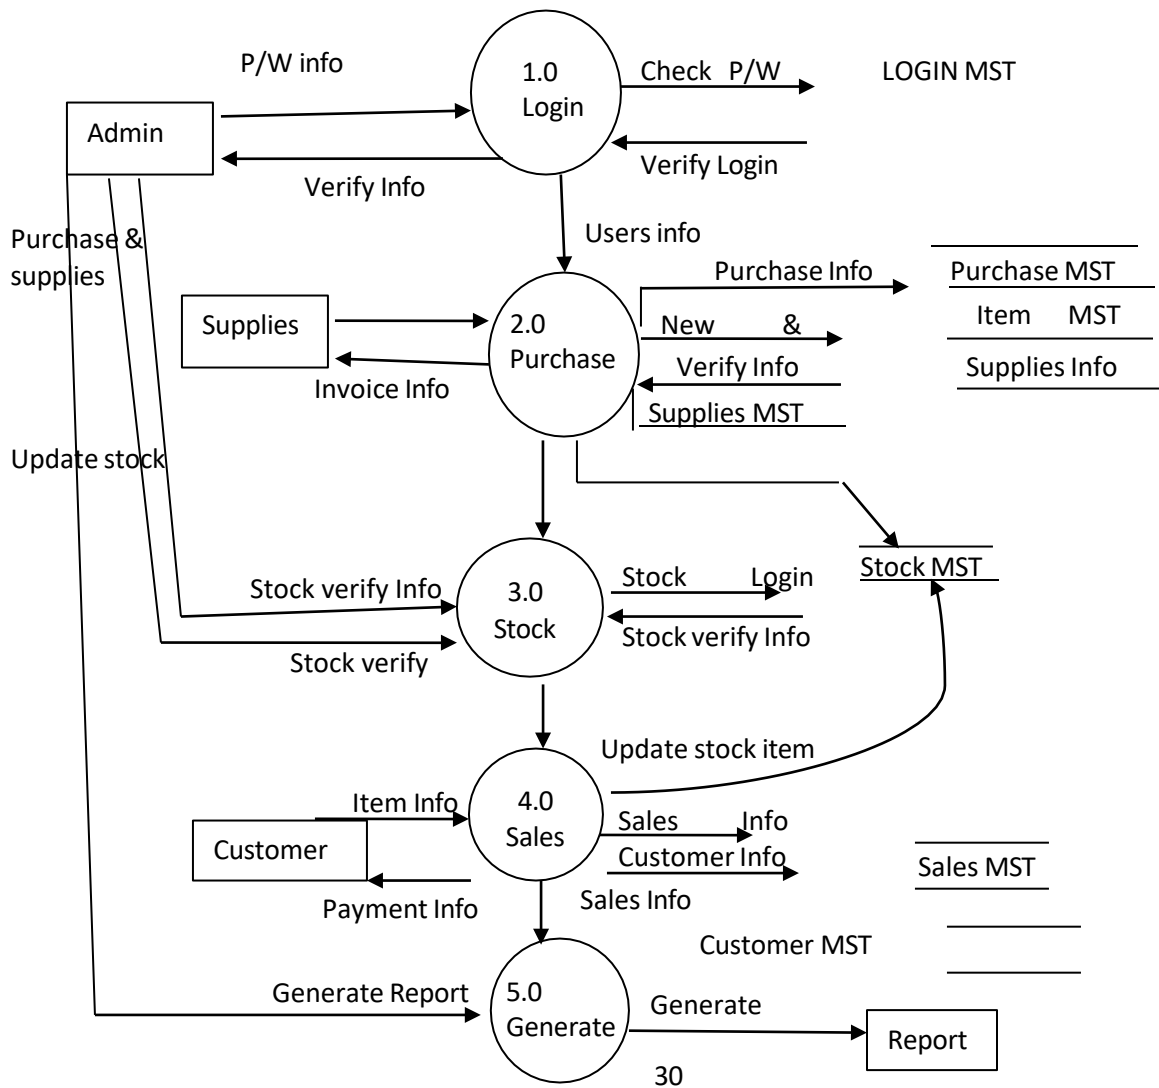 P/W info
1.0
Login
Check P/W
LOGIN MST
Admin
Verify Info
Verify Login
Users info
Purchase &
supplies
Purchase Info
Purchase MST
Supplies
2.0
Purchase
New &
Item MST
Verify Info
Supplies Info
Invoice Info
Supplies MST
Update stock
Stock MST
Stock verify Info
3.0
Stock
Stock Login
Stock verify Info
Stock verify
Update stock item
Item Info
4.0
Sales
Sales Info
Customer
Customer Info
Sales MST
Payment Info
Sales Info
Customer MST
Generate Report
5.0
Generate
Generate
Report
30